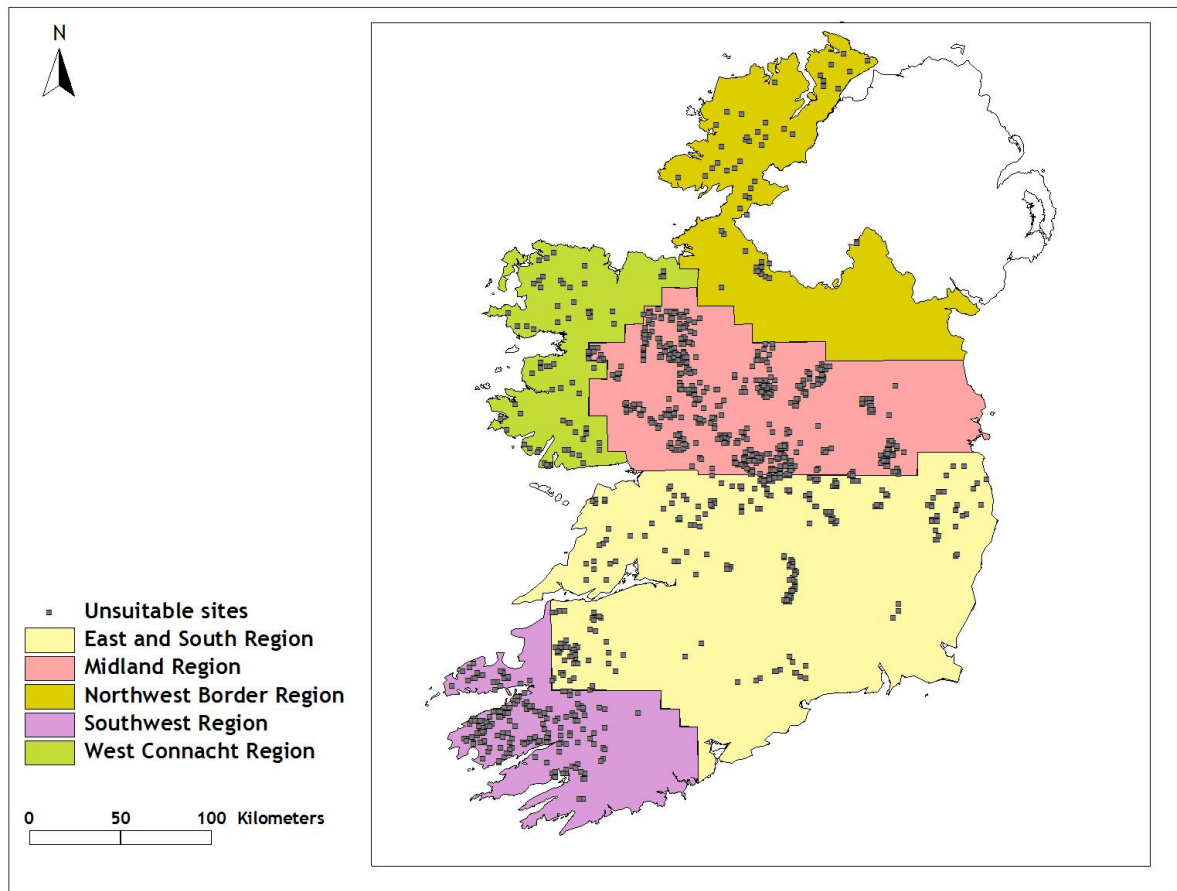 N
Unsuitable sites
East and South Region
Midland Region
Northwest Border Region
Southwest Region
West Connacht Region
0 50 100 Kilometers